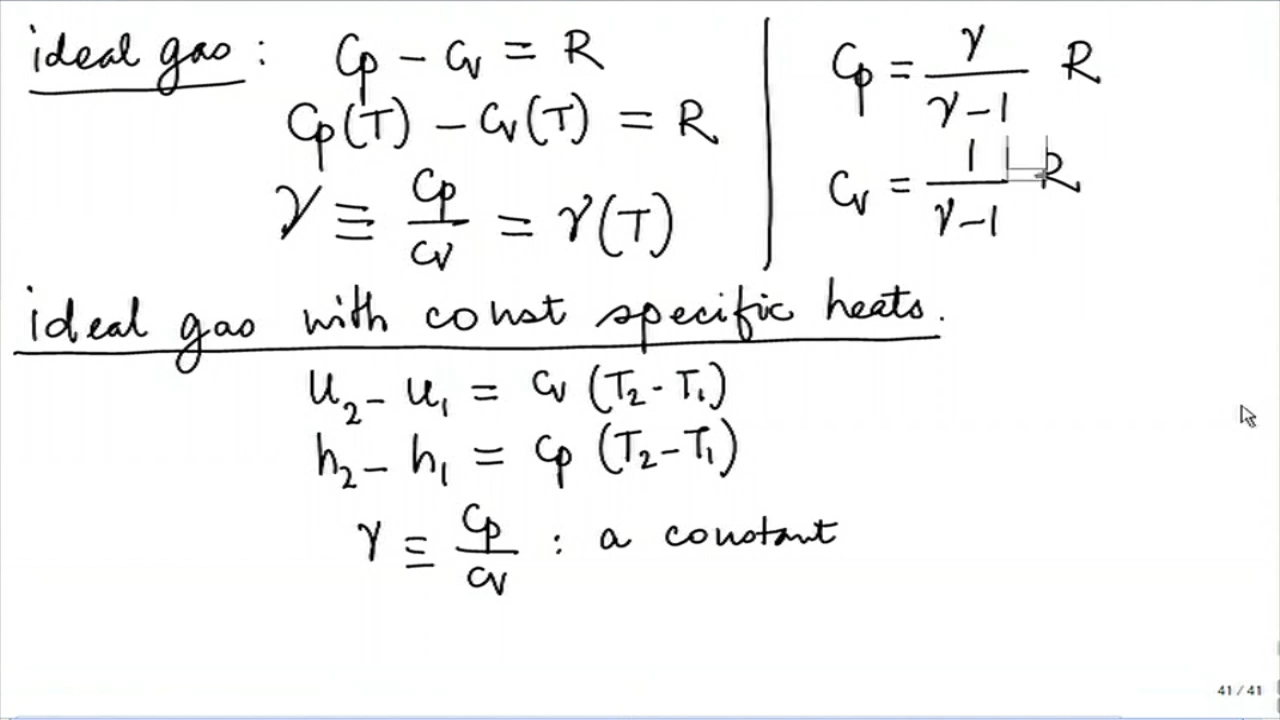 ideal gas : Cp - Cv = R
Cp(T) - Cv(T) = R
γ ≡ Cp/Cv = γ(T)
Cp = γ/(γ-1) R
Cv = 1/(γ-1) R
ideal gas with const specific heats.
u₂ - u₁ = Cv (T₂ - T₁)
h₂ - h₁ = Cp (T₂ - T₁)
γ ≡ Cp/Cv : a constant
41 / 41